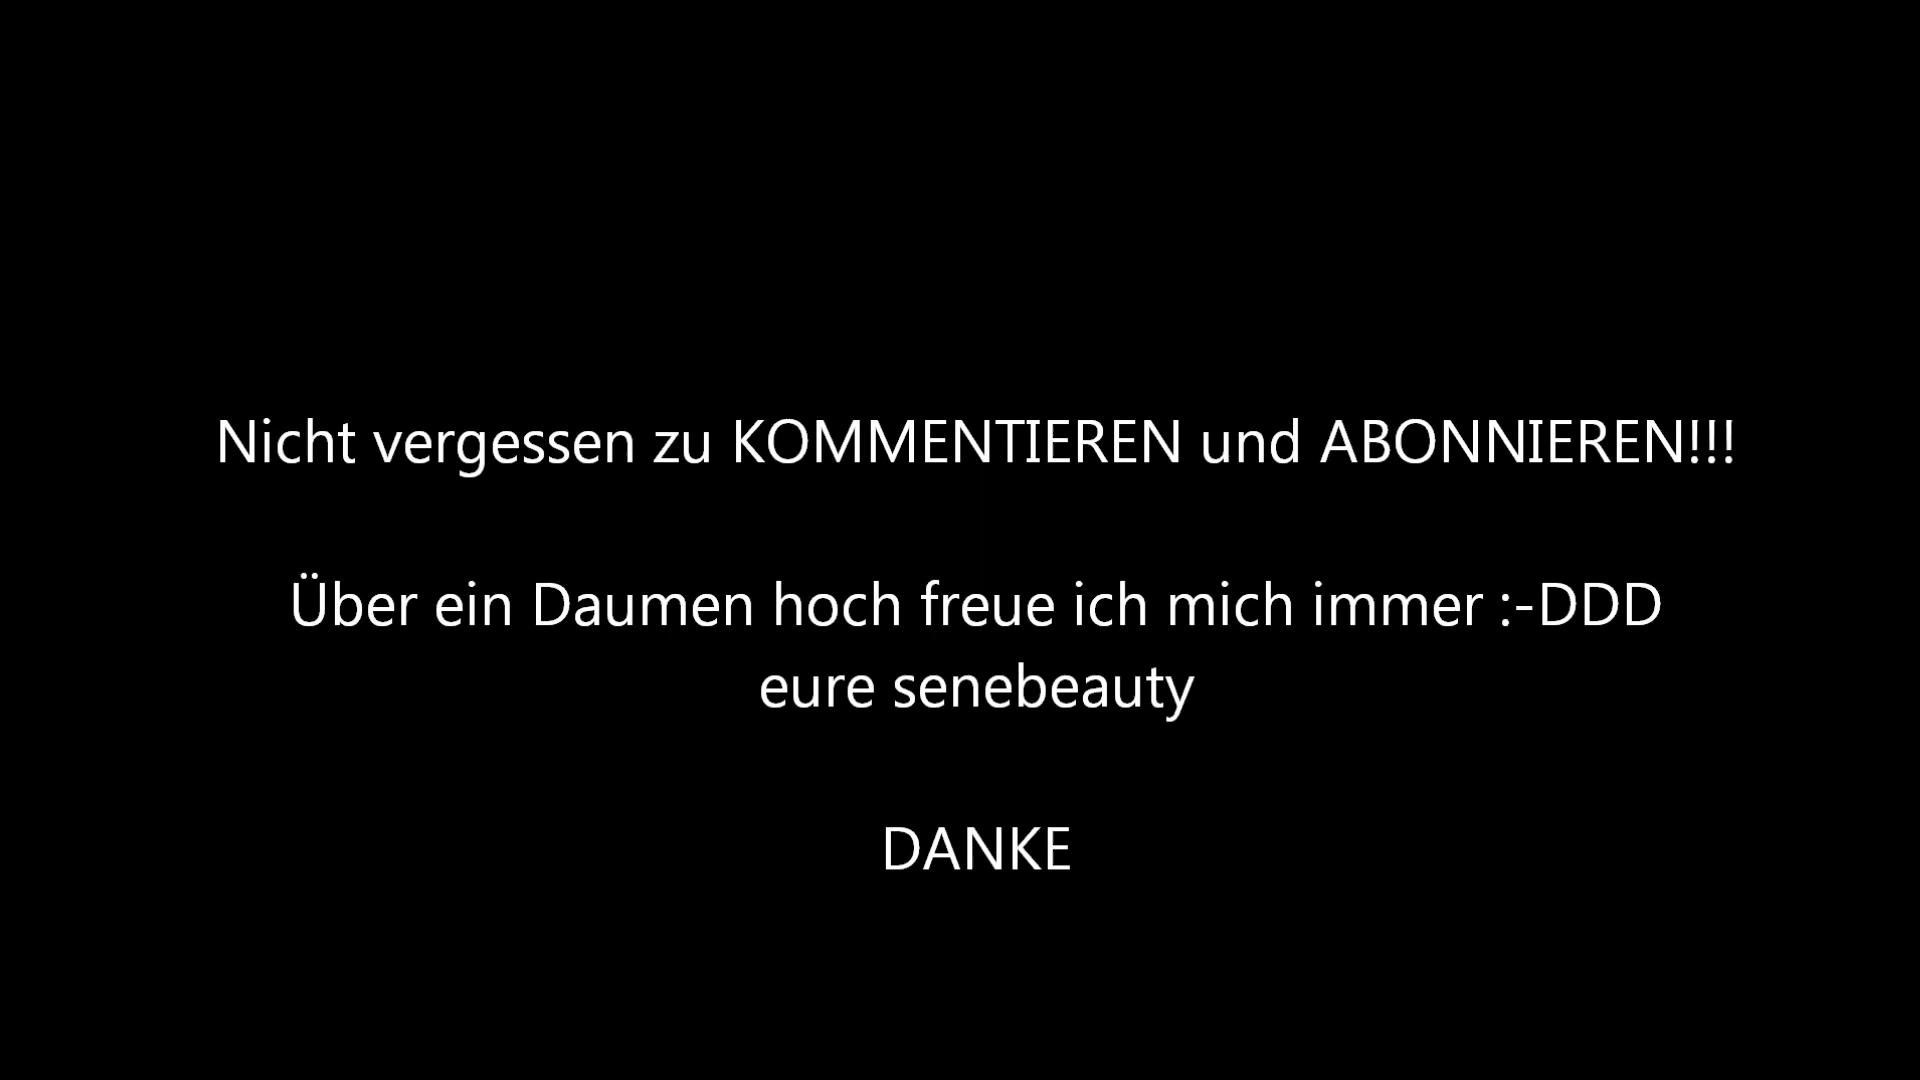 Nicht vergessen zu KOMMENTIEREN und ABONNIEREN!!!
Über ein Daumen hoch freue ich mich immer :-DDD
eure senebeauty
DANKE